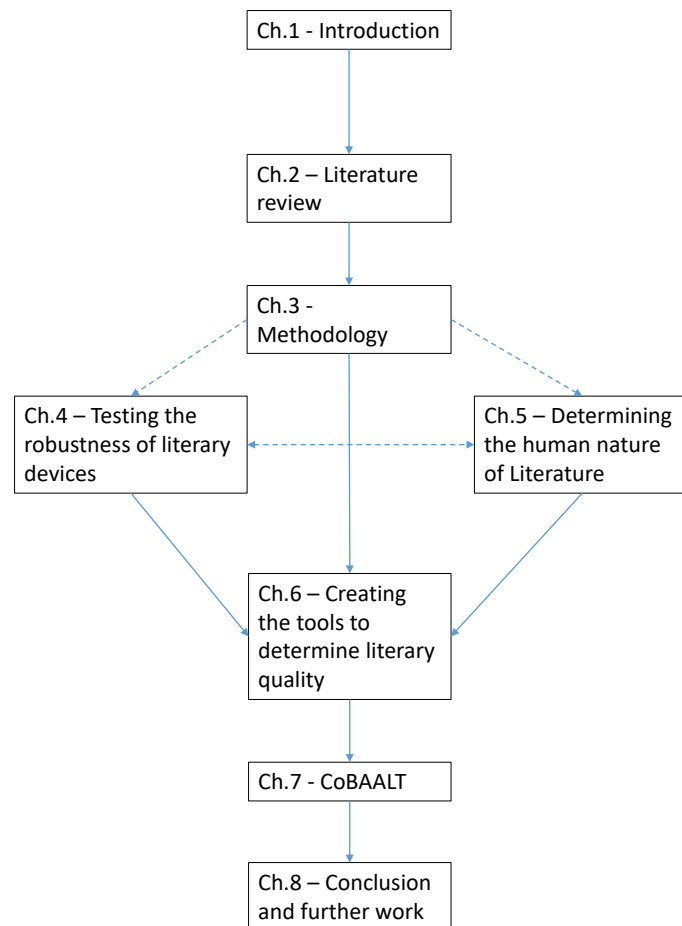 Ch.1 - Introduction
Ch.2 – Literature
review
Ch.3 -
Methodology
Ch.4 – Testing the
robustness of literary
devices
Ch.5 – Determining
the human nature
of Literature
Ch.6 – Creating
the tools to
determine literary
quality
Ch.7 - CoBAALT
Ch.8 – Conclusion
and further work